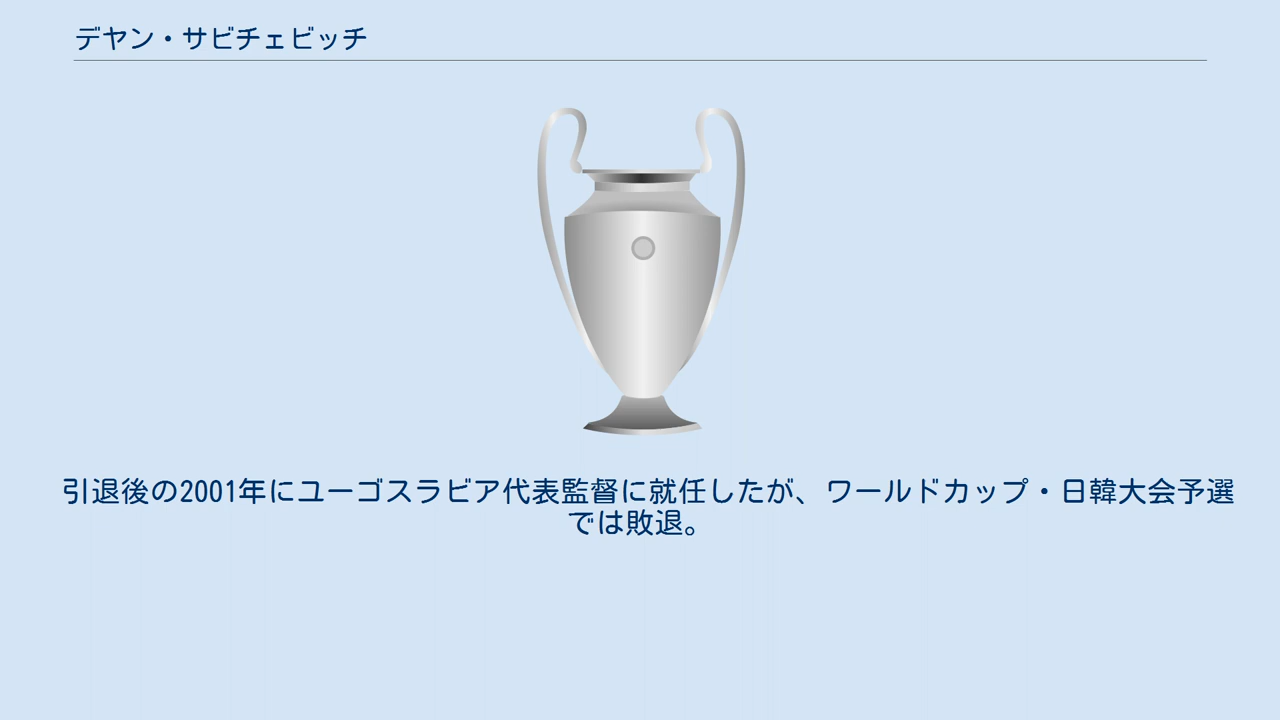 デヤン・サビチェビッチ
引退後の2001年にユーゴスラビア代表監督に就任したが、ワールドカップ・日韓大会予選
では敗退。